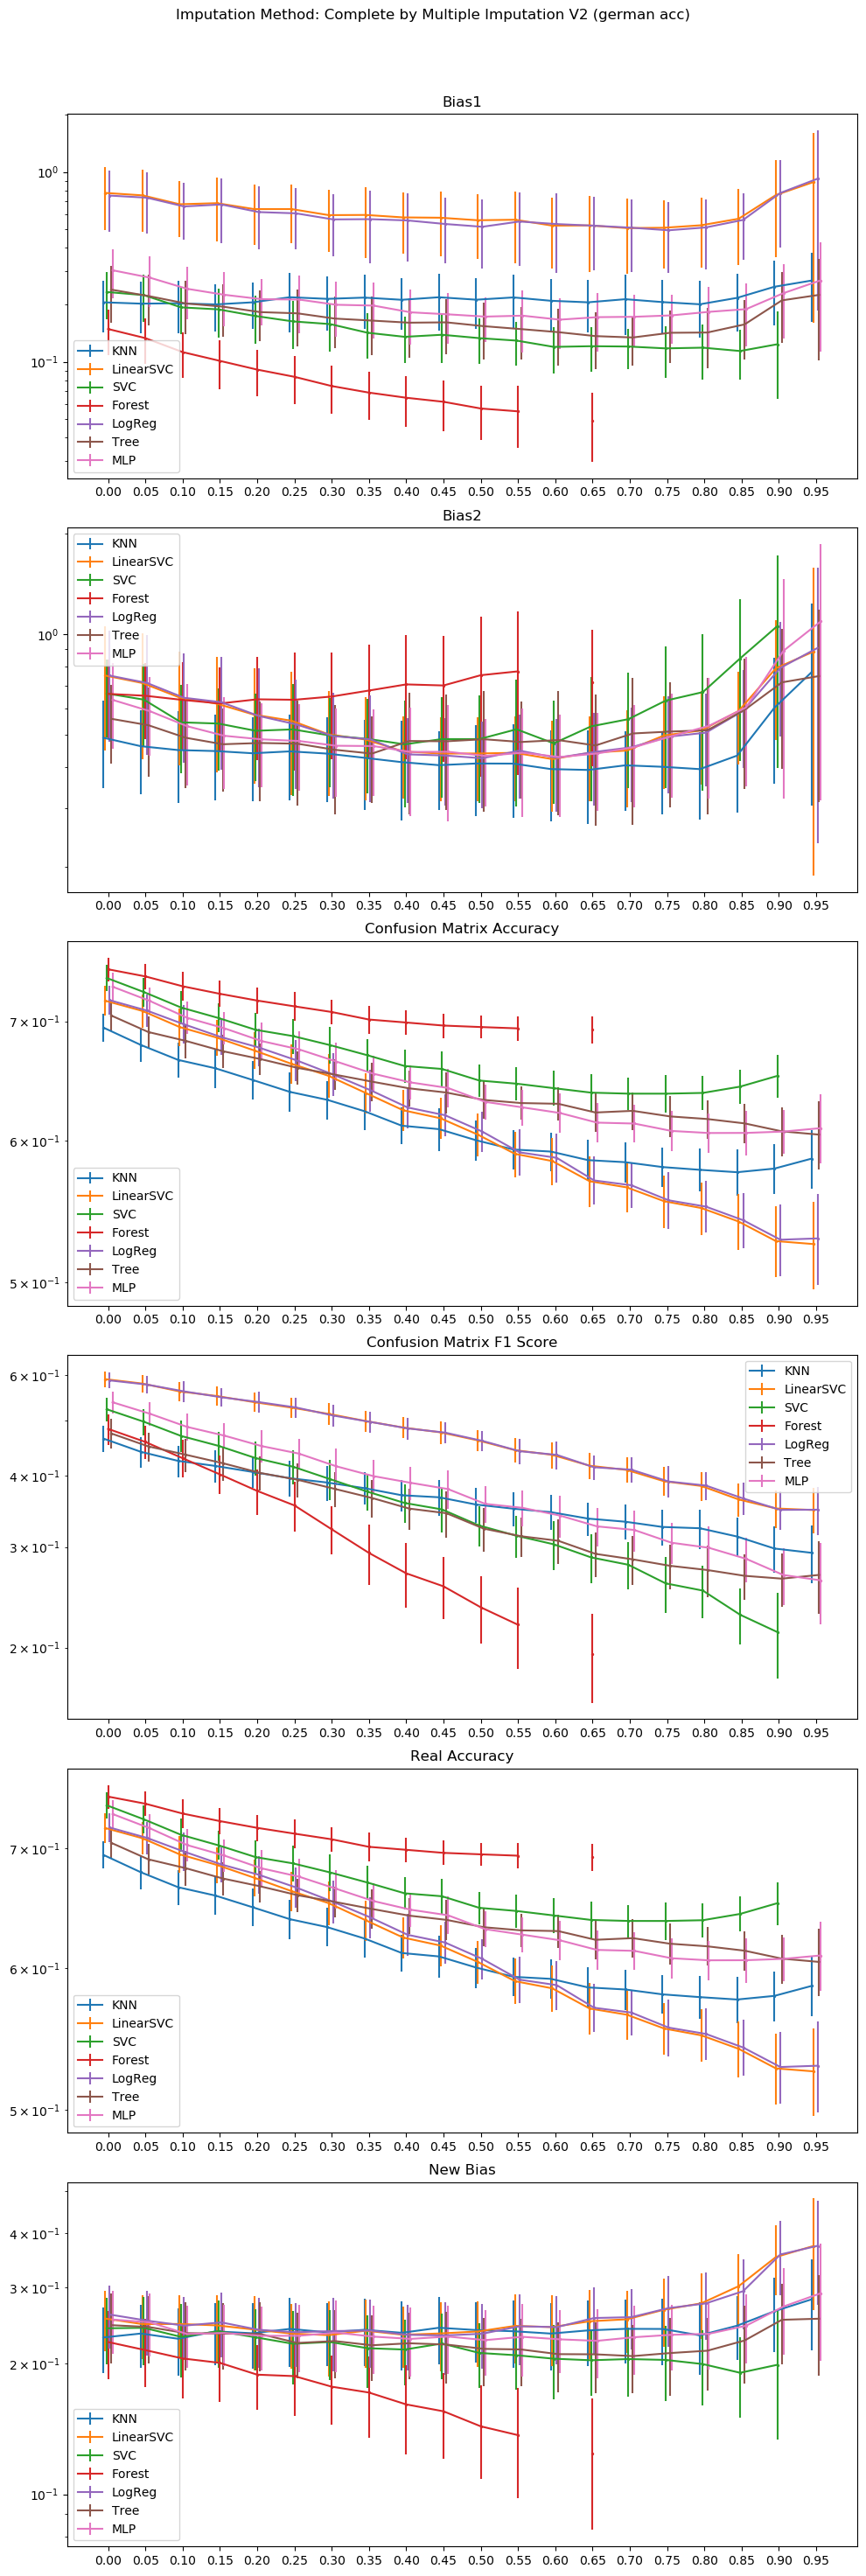 Imputation Method: Complete by Multiple Imputation V2 (german acc)
Bias1
10⁰
10⁻¹
KNN
LinearSVC
SVC
Forest
LogReg
Tree
MLP
0.00 0.05 0.10 0.15 0.20 0.25 0.30 0.35 0.40 0.45 0.50 0.55 0.60 0.65 0.70 0.75 0.80 0.85 0.90 0.95
Bias2
10⁰
KNN
LinearSVC
SVC
Forest
LogReg
Tree
MLP
0.00 0.05 0.10 0.15 0.20 0.25 0.30 0.35 0.40 0.45 0.50 0.55 0.60 0.65 0.70 0.75 0.80 0.85 0.90 0.95
Confusion Matrix Accuracy
7 × 10⁻¹
6 × 10⁻¹
5 × 10⁻¹
KNN
LinearSVC
SVC
Forest
LogReg
Tree
MLP
0.00 0.05 0.10 0.15 0.20 0.25 0.30 0.35 0.40 0.45 0.50 0.55 0.60 0.65 0.70 0.75 0.80 0.85 0.90 0.95
Confusion Matrix F1 Score
6 × 10⁻¹
4 × 10⁻¹
3 × 10⁻¹
2 × 10⁻¹
KNN
LinearSVC
SVC
Forest
LogReg
Tree
MLP
0.00 0.05 0.10 0.15 0.20 0.25 0.30 0.35 0.40 0.45 0.50 0.55 0.60 0.65 0.70 0.75 0.80 0.85 0.90 0.95
Real Accuracy
7 × 10⁻¹
6 × 10⁻¹
5 × 10⁻¹
KNN
LinearSVC
SVC
Forest
LogReg
Tree
MLP
0.00 0.05 0.10 0.15 0.20 0.25 0.30 0.35 0.40 0.45 0.50 0.55 0.60 0.65 0.70 0.75 0.80 0.85 0.90 0.95
New Bias
4 × 10⁻¹
3 × 10⁻¹
2 × 10⁻¹
10⁻¹
KNN
LinearSVC
SVC
Forest
LogReg
Tree
MLP
0.00 0.05 0.10 0.15 0.20 0.25 0.30 0.35 0.40 0.45 0.50 0.55 0.60 0.65 0.70 0.75 0.80 0.85 0.90 0.95